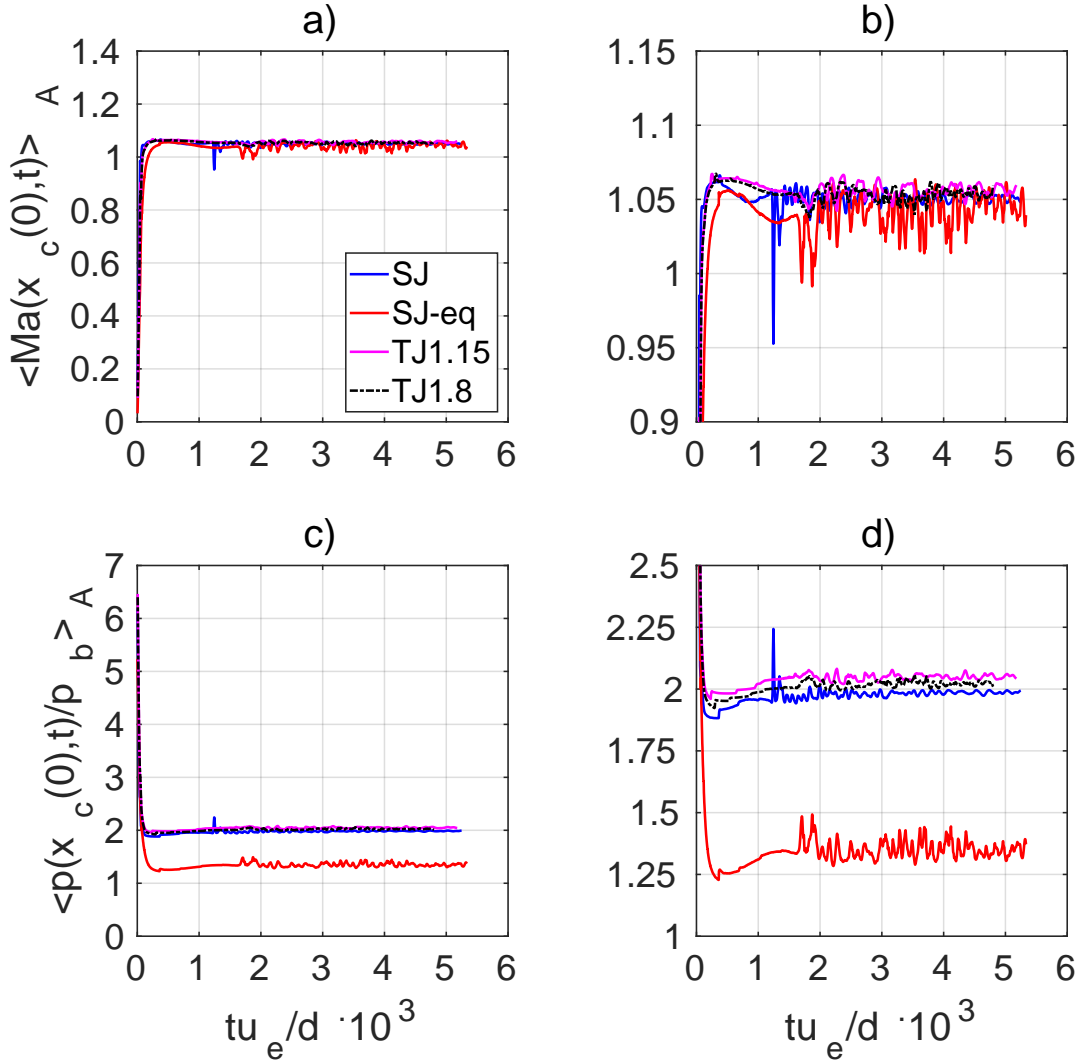 a)
<Ma(x_c(0),t)>_A
1.4
1.2
1.0
0.8
0.6
0.4
0.2
0
0 1 2 3 4 5 6
SJ
SJ-eq
TJ1.15
TJ1.8
b)
1.15
1.1
1.05
1
0.95
0.9
0 1 2 3 4 5 6
c)
<p(x_c(0),t)/p_b>_A
7
6
5
4
3
2
1
0
0 1 2 3 4 5 6
tu_e/d ·10^3
d)
2.5
2.25
2
1.75
1.5
1.25
1
0 1 2 3 4 5 6
tu_e/d ·10^3